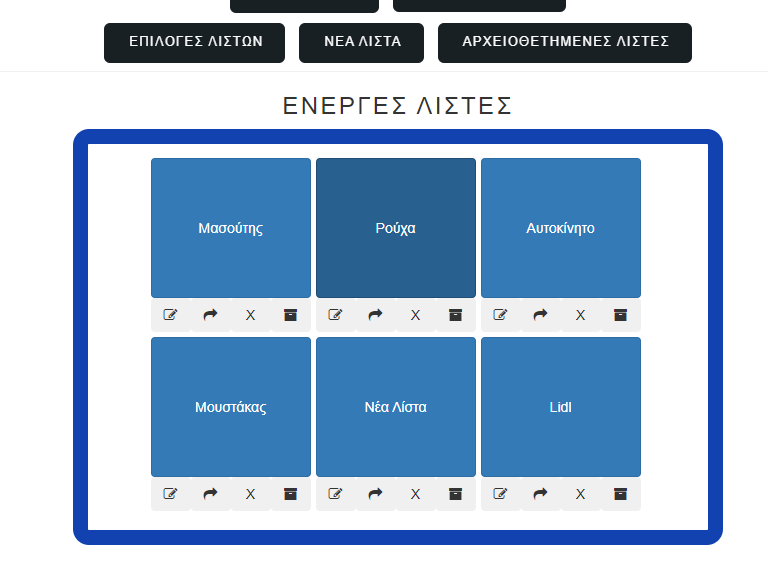 ΕΠΙΛΟΓΕΣ ΛΙΣΤΩΝ ΝΕΑ ΛΙΣΤΑ ΑΡΧΕΙΟΘΕΤΗΜΕΝΕΣ ΛΙΣΤΕΣ
ΕΝΕΡΓΕΣ ΛΙΣΤΕΣ
Μασούτης Ρούχα Αυτοκίνητο
X X X
Μουστάκας Νέα Λίστα Lidl
X X X